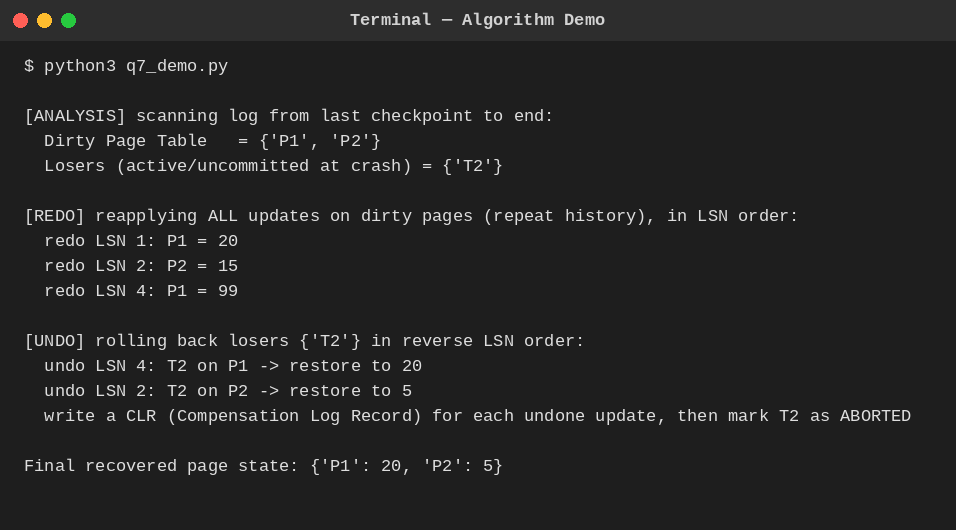 Terminal — Algorithm Demo
$ python3 q7_demo.py
[ANALYSIS] scanning log from last checkpoint to end:
  Dirty Page Table   = {'P1', 'P2'}
  Losers (active/uncommitted at crash) = {'T2'}
[REDO] reapplying ALL updates on dirty pages (repeat history), in LSN order:
  redo LSN 1: P1 = 20
  redo LSN 2: P2 = 15
  redo LSN 4: P1 = 99
[UNDO] rolling back losers {'T2'} in reverse LSN order:
  undo LSN 4: T2 on P1 -> restore to 20
  undo LSN 2: T2 on P2 -> restore to 5
  write a CLR (Compensation Log Record) for each undone update, then mark T2 as ABORTED
Final recovered page state: {'P1': 20, 'P2': 5}